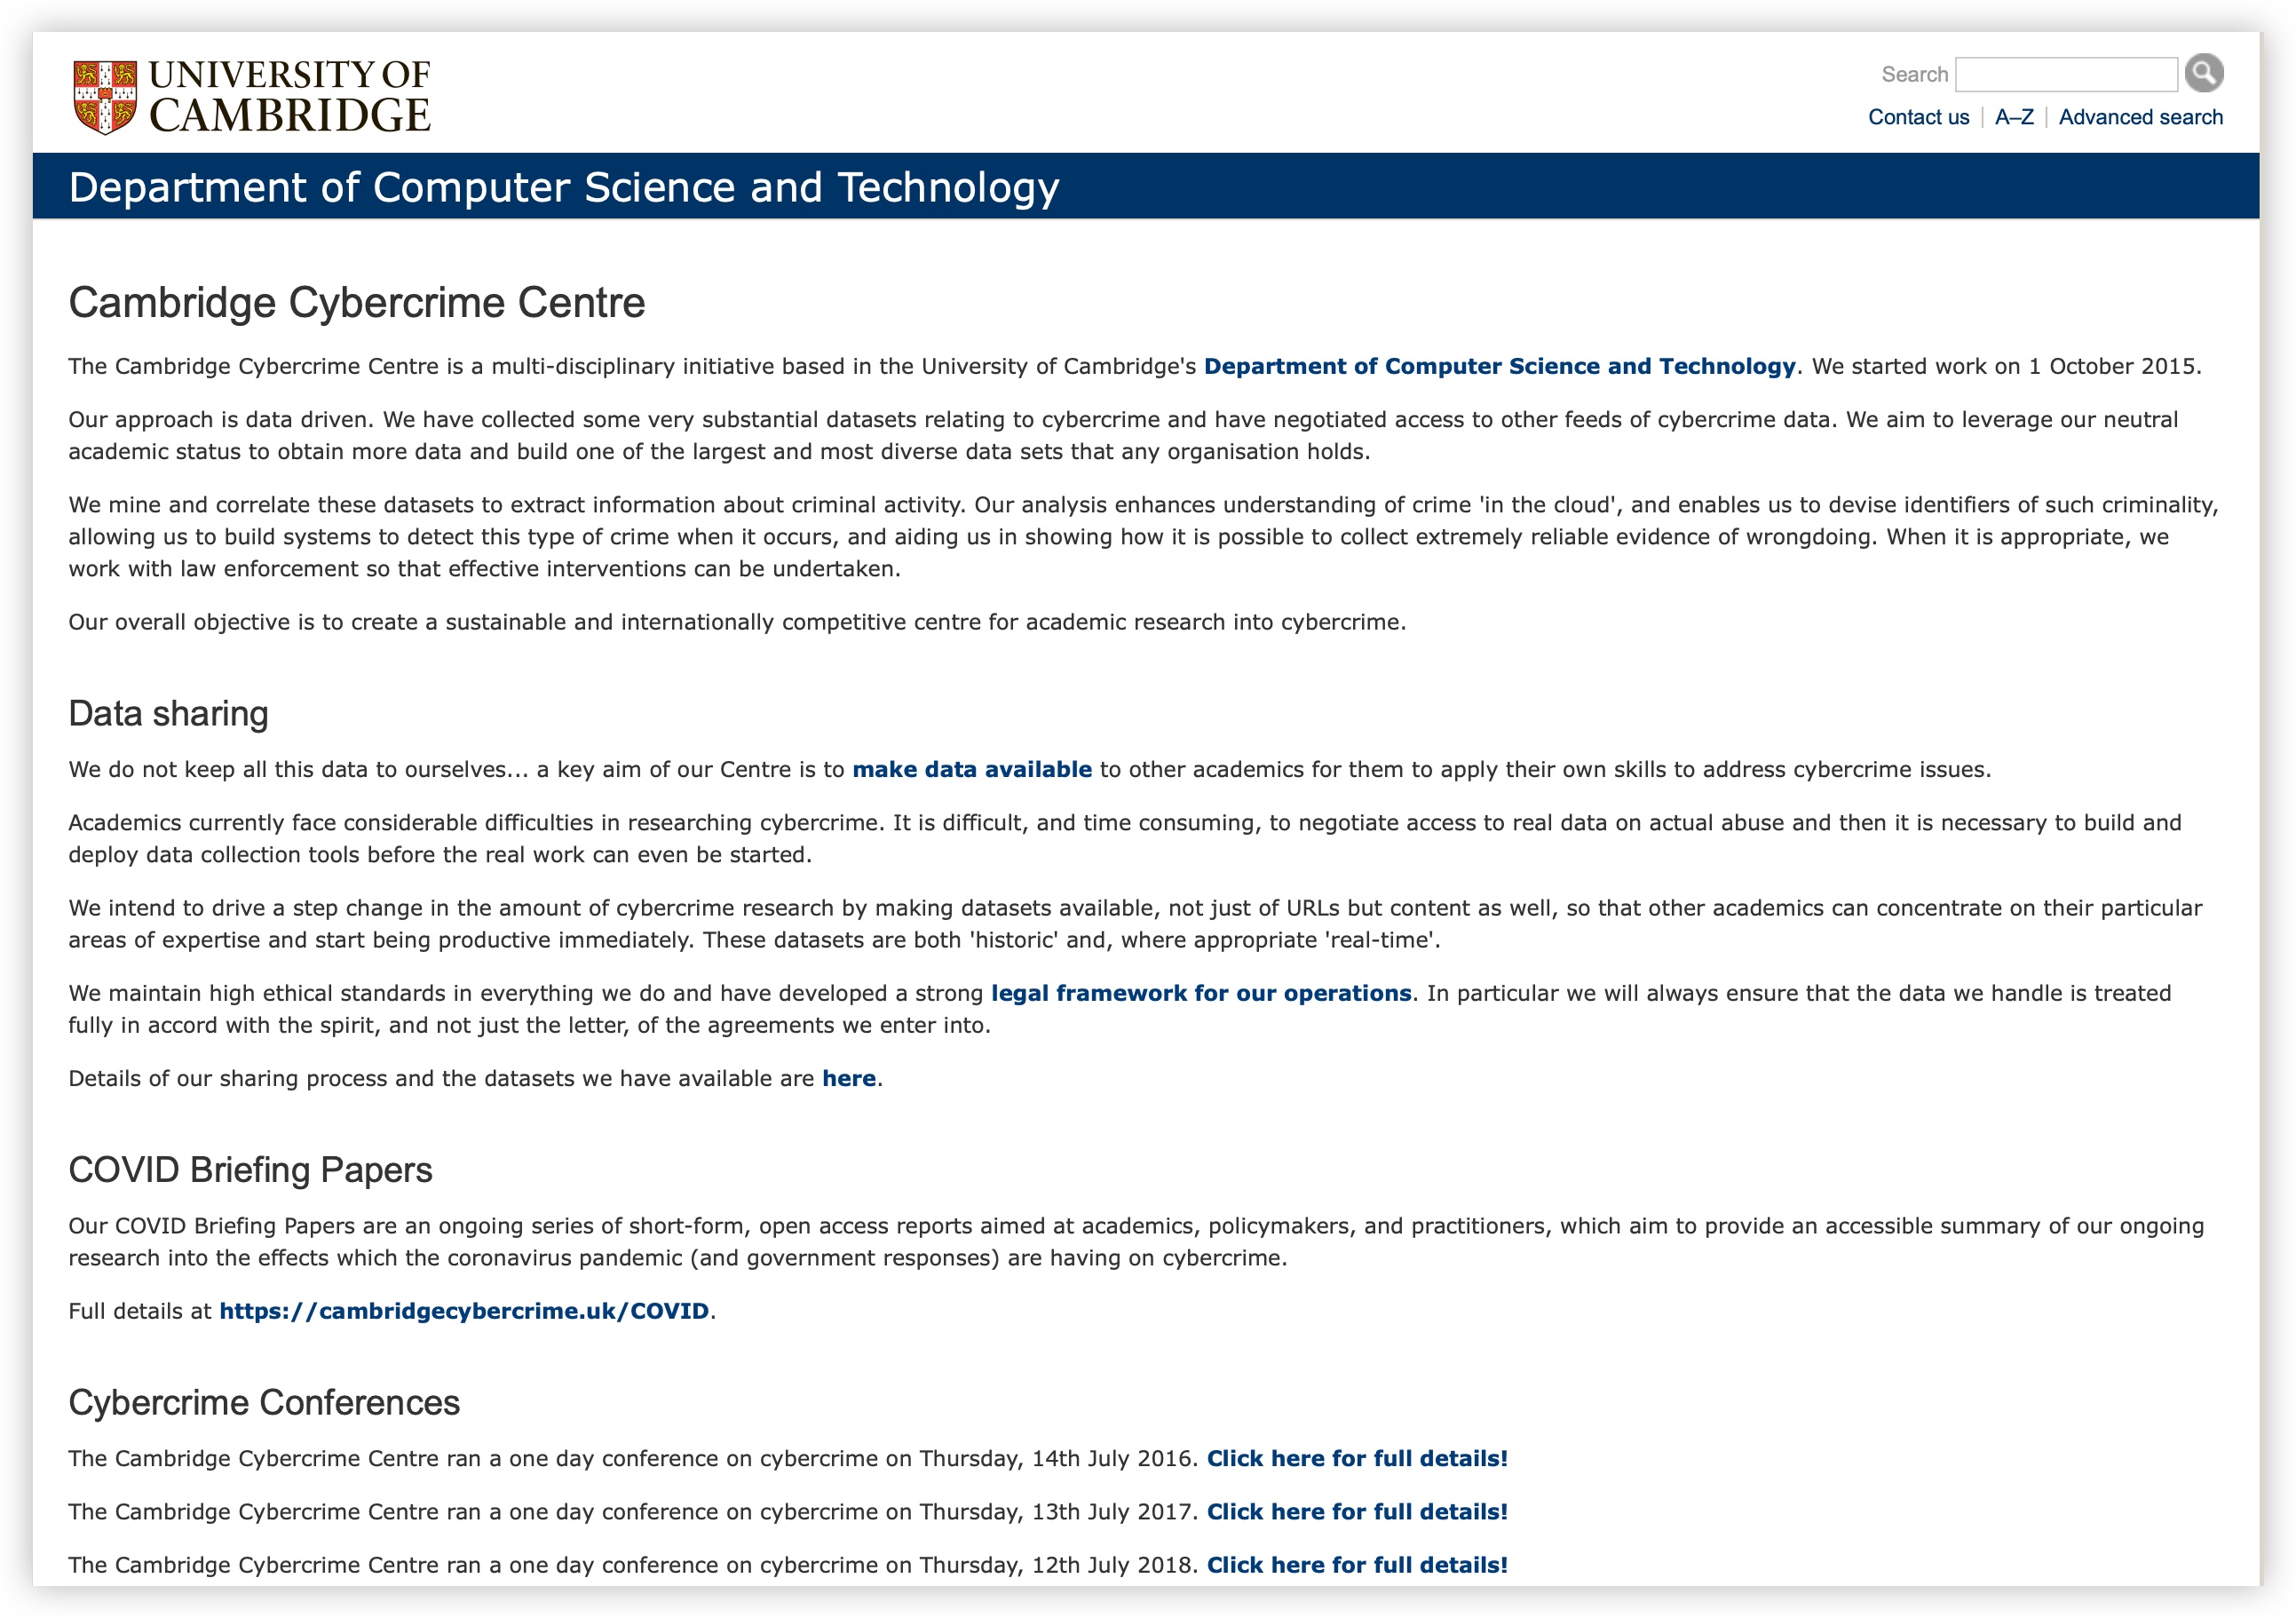 UNIVERSITY OF
CAMBRIDGE
Search
Contact us | A–Z | Advanced search
Department of Computer Science and Technology
Cambridge Cybercrime Centre
The Cambridge Cybercrime Centre is a multi-disciplinary initiative based in the University of Cambridge's Department of Computer Science and Technology. We started work on 1 October 2015.
Our approach is data driven. We have collected some very substantial datasets relating to cybercrime and have negotiated access to other feeds of cybercrime data. We aim to leverage our neutral
academic status to obtain more data and build one of the largest and most diverse data sets that any organisation holds.
We mine and correlate these datasets to extract information about criminal activity. Our analysis enhances understanding of crime 'in the cloud', and enables us to devise identifiers of such criminality,
allowing us to build systems to detect this type of crime when it occurs, and aiding us in showing how it is possible to collect extremely reliable evidence of wrongdoing. When it is appropriate, we
work with law enforcement so that effective interventions can be undertaken.
Our overall objective is to create a sustainable and internationally competitive centre for academic research into cybercrime.
Data sharing
We do not keep all this data to ourselves... a key aim of our Centre is to make data available to other academics for them to apply their own skills to address cybercrime issues.
Academics currently face considerable difficulties in researching cybercrime. It is difficult, and time consuming, to negotiate access to real data on actual abuse and then it is necessary to build and
deploy data collection tools before the real work can even be started.
We intend to drive a step change in the amount of cybercrime research by making datasets available, not just of URLs but content as well, so that other academics can concentrate on their particular
areas of expertise and start being productive immediately. These datasets are both 'historic' and, where appropriate 'real-time'.
We maintain high ethical standards in everything we do and have developed a strong legal framework for our operations. In particular we will always ensure that the data we handle is treated
fully in accord with the spirit, and not just the letter, of the agreements we enter into.
Details of our sharing process and the datasets we have available are here.
COVID Briefing Papers
Our COVID Briefing Papers are an ongoing series of short-form, open access reports aimed at academics, policymakers, and practitioners, which aim to provide an accessible summary of our ongoing
research into the effects which the coronavirus pandemic (and government responses) are having on cybercrime.
Full details at https://cambridgecybercrime.uk/COVID.
Cybercrime Conferences
The Cambridge Cybercrime Centre ran a one day conference on cybercrime on Thursday, 14th July 2016. Click here for full details!
The Cambridge Cybercrime Centre ran a one day conference on cybercrime on Thursday, 13th July 2017. Click here for full details!
The Cambridge Cybercrime Centre ran a one day conference on cybercrime on Thursday, 12th July 2018. Click here for full details!